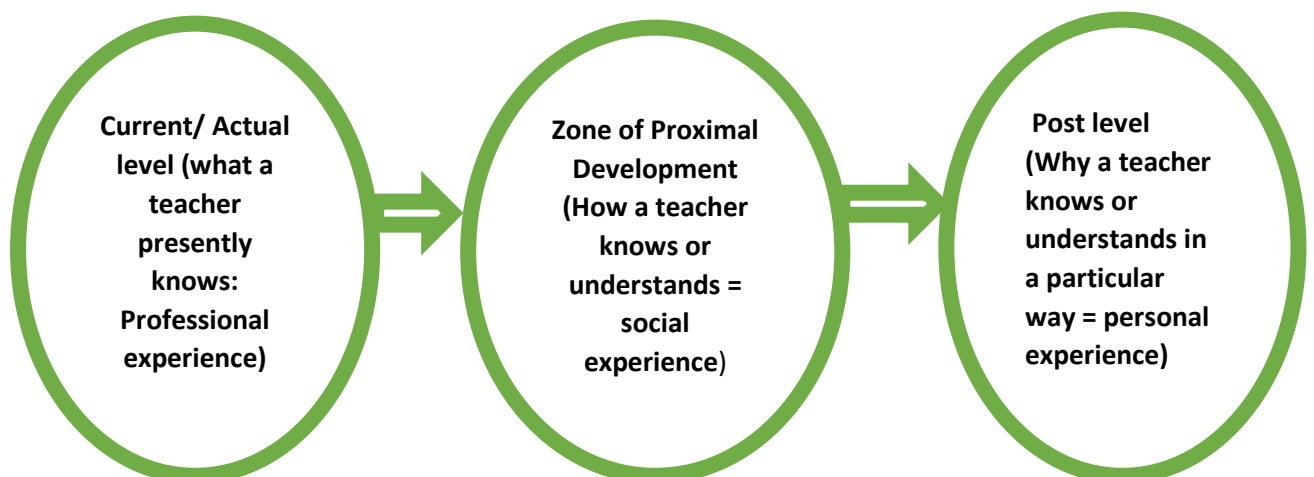 Current/ Actual
level (what a
teacher
presently
knows:
Professional
experience)
Zone of Proximal
Development
(How a teacher
knows or
understands =
social
experience)
Post level
(Why a teacher
knows or
understands in
a particular
way = personal
experience)